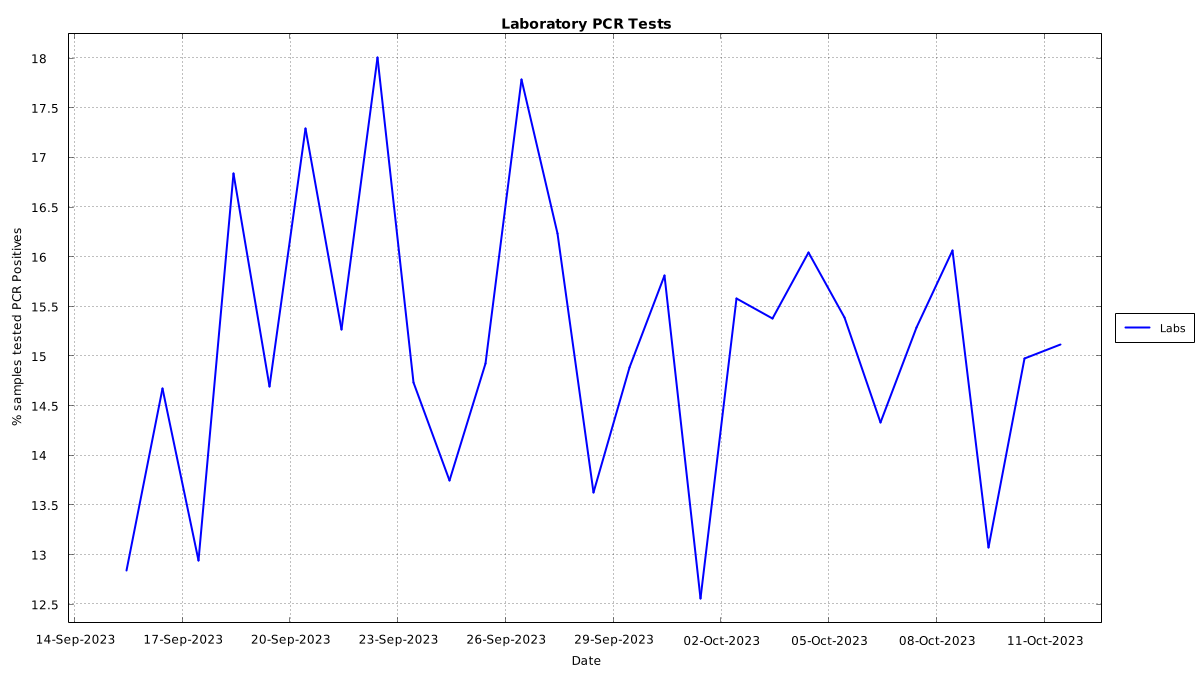 Laboratory PCR Tests
18
17.5
17
16.5
16
15.5
15
14.5
14
13.5
13
12.5
% samples tested PCR Positives
14-Sep-2023 17-Sep-2023 20-Sep-2023 23-Sep-2023 26-Sep-2023 29-Sep-2023 02-Oct-2023 05-Oct-2023 08-Oct-2023 11-Oct-2023
Date
Labs